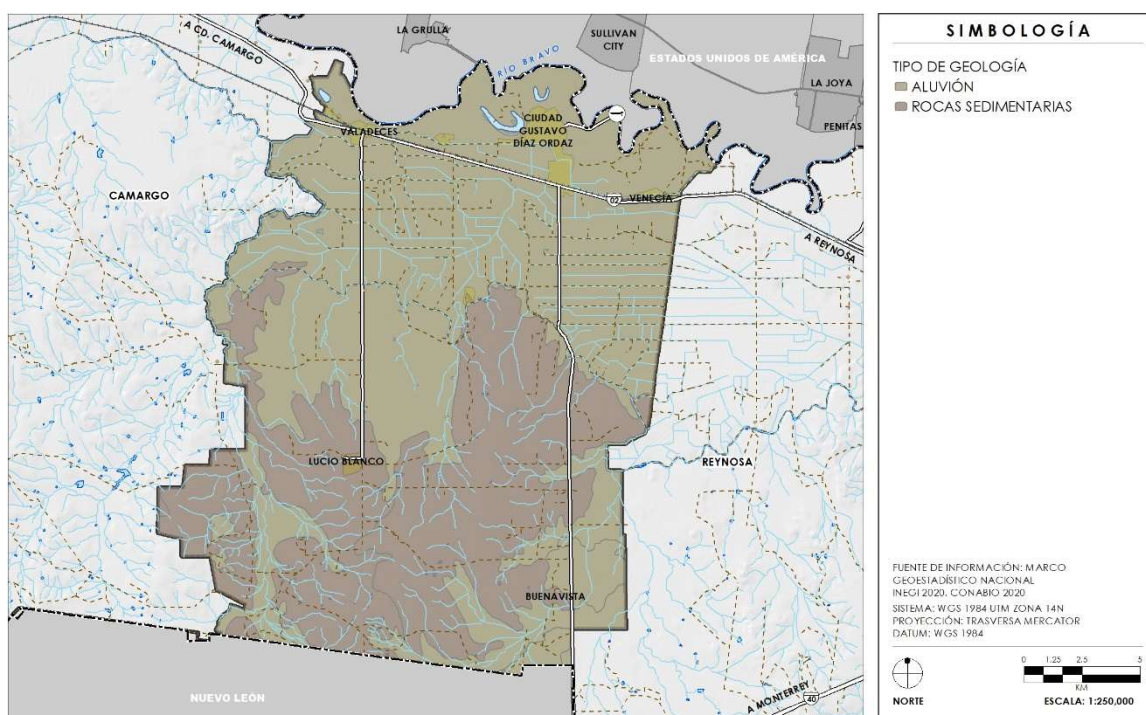 A CD. CAMARGO
LA GRULLA
SULLIVAN
CITY
RÍO BRAVO
ESTADOS UNIDOS DE AMÉRICA
LA JOYA
PENITAS
VALADECES
CIUDAD
GUSTAVO
DÍAZ ORDAZ
CAMARGO
02
VENECIA
A REYNOSA
LUCIO BLANCO
REYNOSA
BUENAVISTA
NUEVO LEÓN
A MONTERREY
40
SIMBOLOGÍA
TIPO DE GEOLOGÍA
ALUVIÓN
ROCAS SEDIMENTARIAS
FUENTE DE INFORMACIÓN: MARCO
GEOESTADÍSTICO NACIONAL
INEGI 2020. CONABIO 2020
SISTEMA: WGS 1984 UTM ZONA 14N
PROYECCIÓN: TRASVERSA MERCATOR
DATUM: WGS 1984
NORTE
0 1.25 2.5 5
KM
ESCALA: 1:250,000